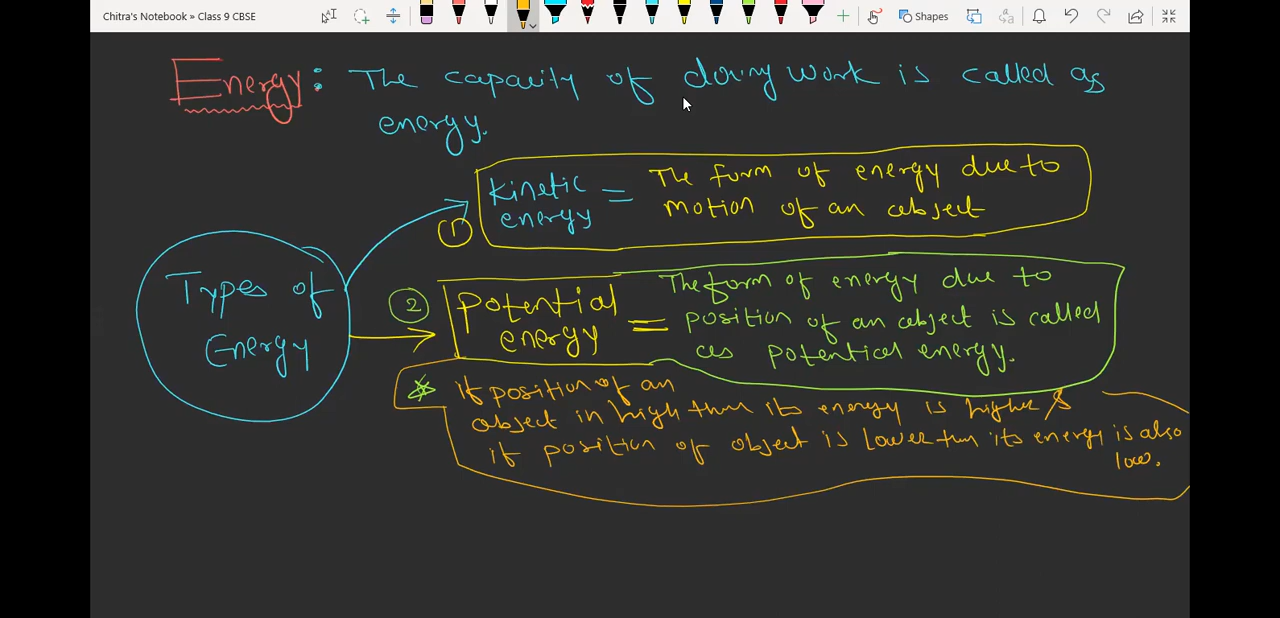 Chitra's Notebook » Class 9 CBSE
Shapes
Energy: The capacity of doing work is called as
energy.
Kinetic energy = The form of energy due to
motion of an object
1
Types of
Energy
2
Potential energy = The form of energy due to
position of an object is called
as potential energy.
If position of an
object in high then its energy is higher &
if position of object is lower then its energy is also
low.